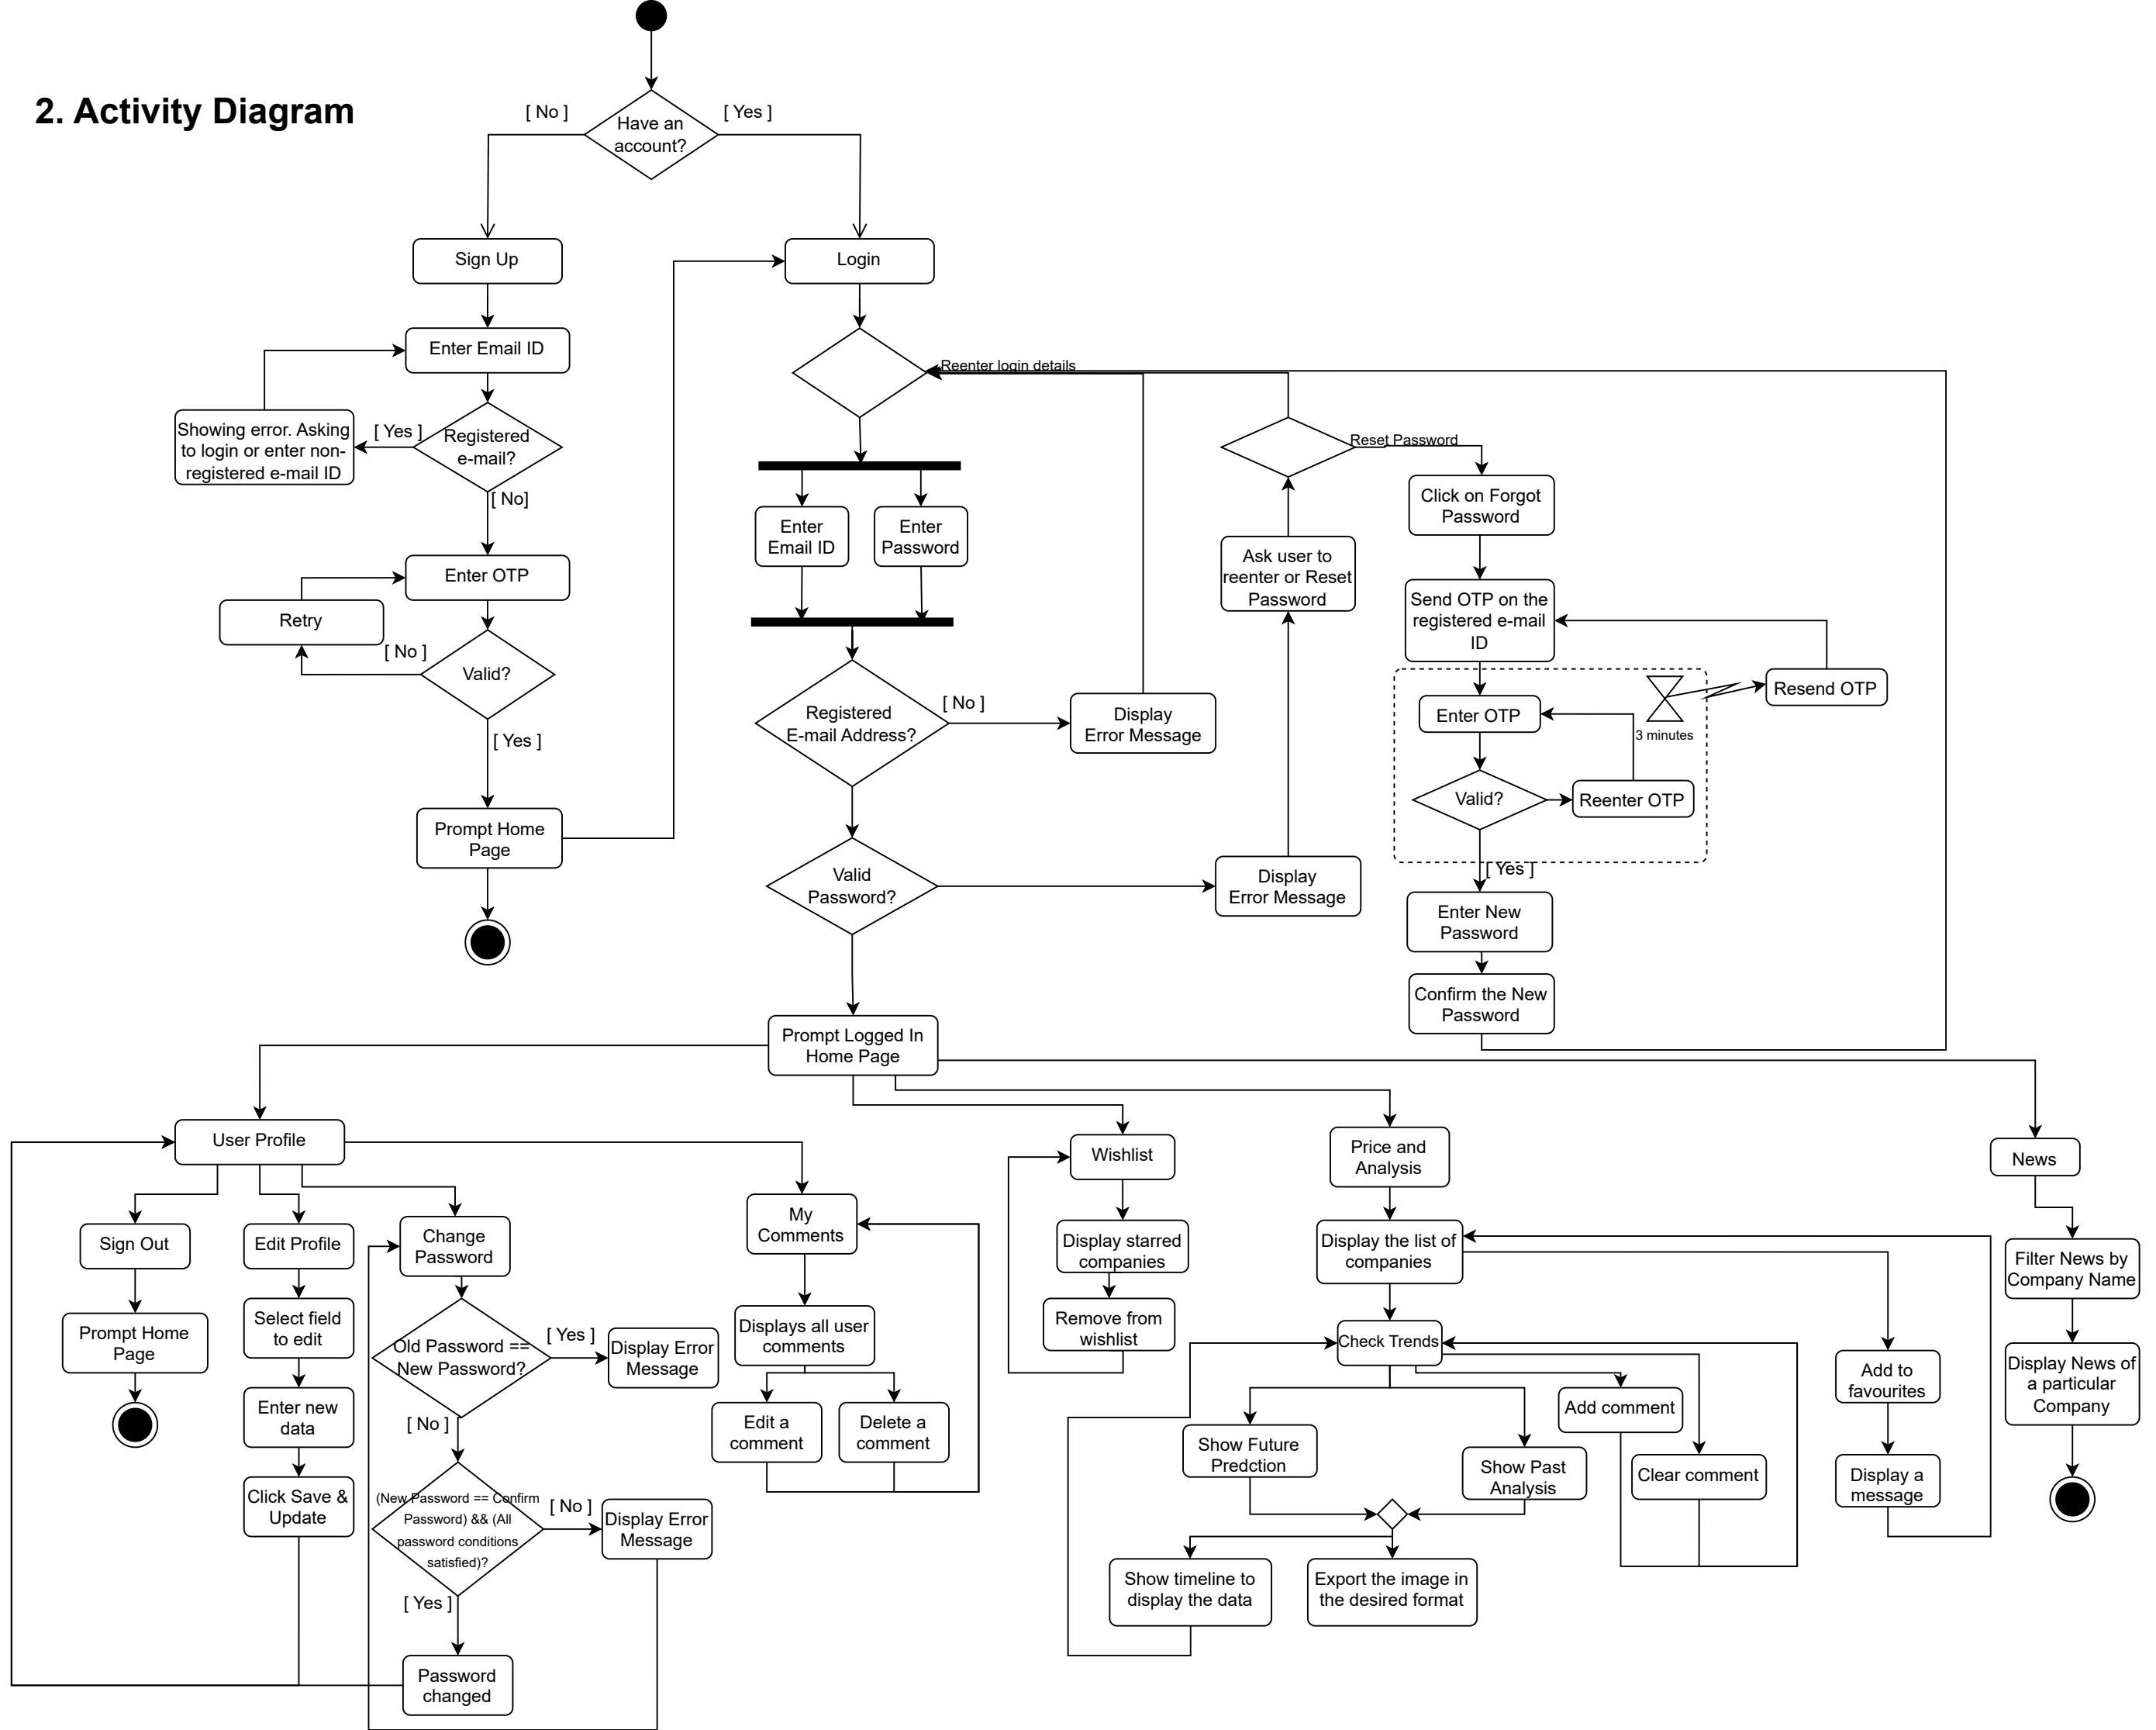 2. Activity Diagram
[ No ]
[ Yes ]
Have an
account?
Sign Up
Login
Enter Email ID
Reenter login details
Showing error. Asking
to login or enter non-
registered e-mail ID
[ Yes ]
Registered
e-mail?
[ No]
Reset Password
Click on Forgot
Password
Enter
Email ID
Enter
Password
Ask user to
reenter or Reset
Password
Enter OTP
Retry
[ No ]
Valid?
[ Yes ]
Send OTP on the
registered e-mail
ID
Resend OTP
Enter OTP
3 minutes
Registered
E-mail Address?
[ No ]
Display
Error Message
Valid?
Reenter OTP
Prompt Home
Page
Valid
Password?
Display
Error Message
[ Yes ]
Enter New
Password
Confirm the New
Password
Prompt Logged In
Home Page
User Profile
Wishlist
Price and
Analysis
News
Sign Out
Edit Profile
Change
Password
My
Comments
Display starred
companies
Display the list of
companies
Filter News by
Company Name
Prompt Home
Page
Select field
to edit
Old Password ==
New Password?
[ Yes ]
Display Error
Message
Displays all user
comments
Remove from
wishlist
Check Trends
Add to
favourites
Display News of
a particular
Company
Enter new
data
[ No ]
Edit a
comment
Delete a
comment
Add comment
Show Future
Predction
Show Past
Analysis
Clear comment
Display a
message
Click Save &
Update
(New Password == Confirm
Password) && (All
password conditions
satisfied)?
[ No ]
Display Error
Message
Show timeline to
display the data
Export the image in
the desired format
[ Yes ]
Password
changed